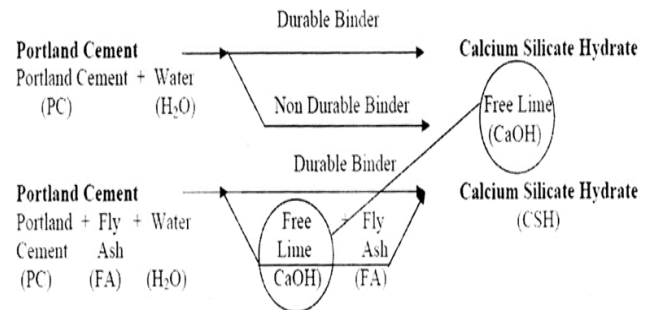 Durable Binder
Portland Cement Calcium Silicate Hydrate
Portland Cement + Water
(PC) (H₂O) Non Durable Binder Free Lime
(CaOH)
Durable Binder
Portland Cement Calcium Silicate Hydrate
Portland + Fly + Water Free + Fly (CSH)
Cement Ash Lime Ash
(PC) (FA) (H₂O) CaOH) (FA)